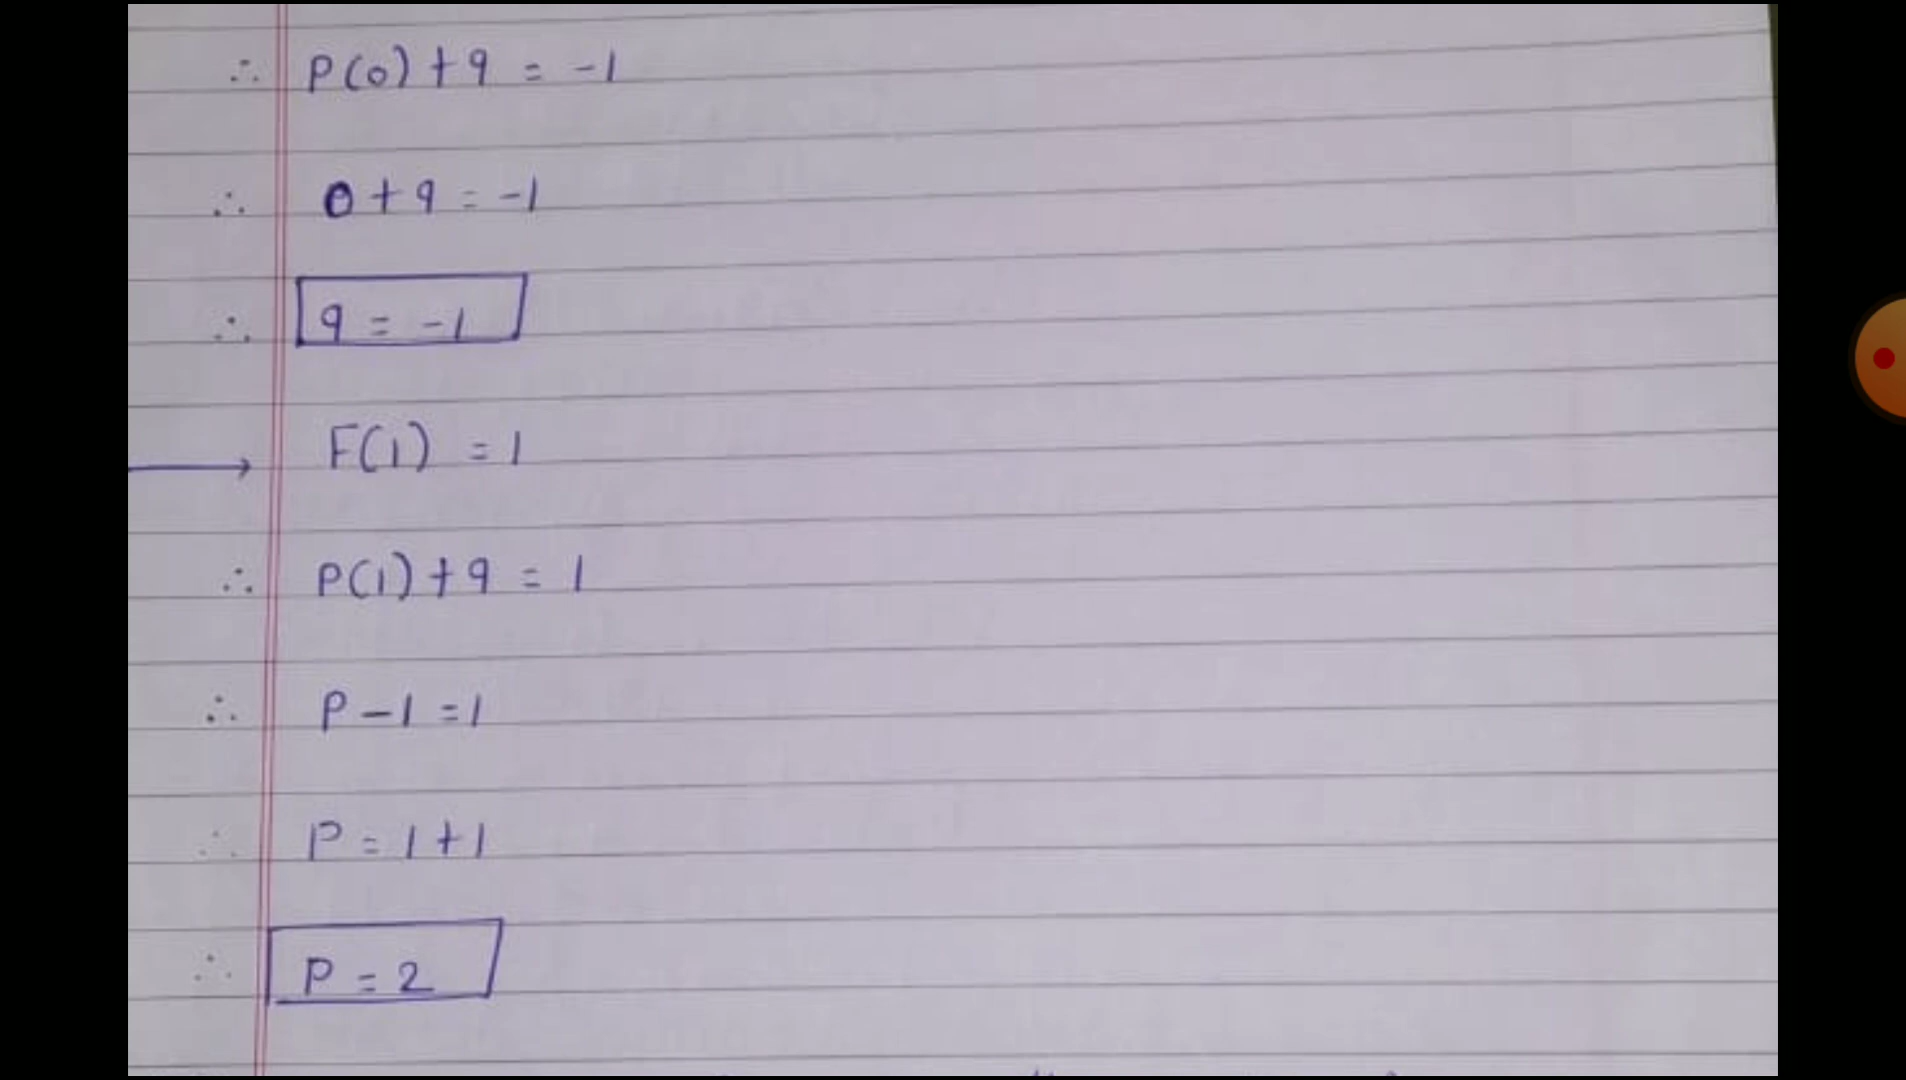 ∴ P(0) + q = -1
∴ 0 + q = -1
∴ q = -1
→ F(1) = 1
∴ P(1) + q = 1
∴ P - 1 = 1
∴ P = 1 + 1
∴ P = 2